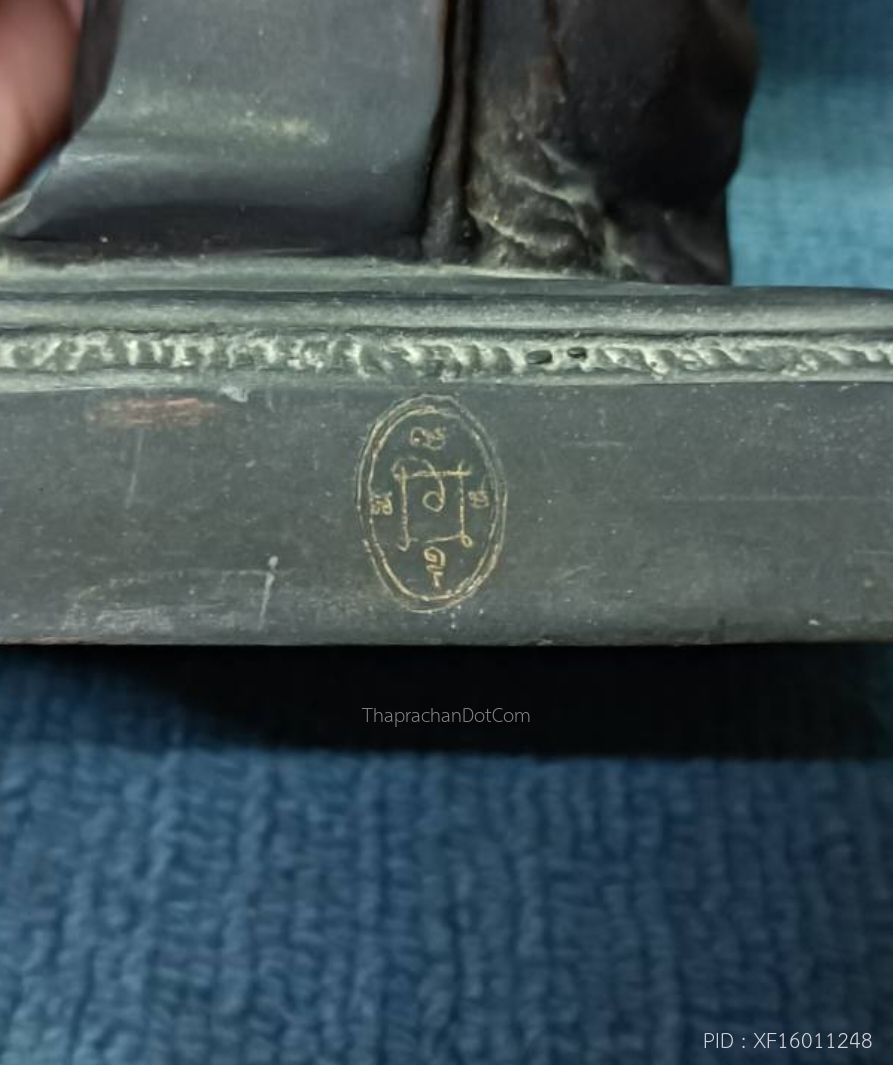 ThaprachanDotCom
PID : XF16011248